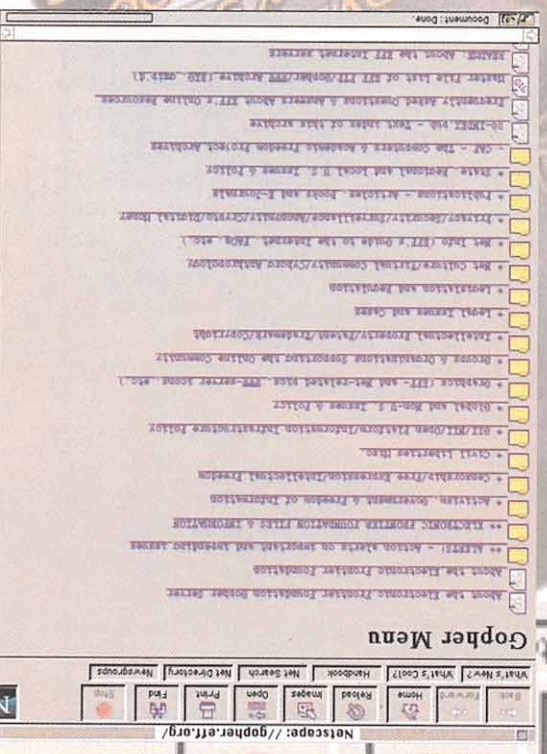 Netscape: //gopher.eff.org/
Back Forward Home Reload Images Open Print Find Stop
What's New? What's Cool? Handbook Net Search Net Directory Newsgroups
Gopher Menu
About the Electronic Frontier Foundation Gopher Server
About the Electronic Frontier Foundation
** ALERTS! - Action alerts on important and impending issues
** ELECTRONIC FRONTIER FOUNDATION FILES & INFORMATION
* Activism, Government & Freedom of Information
* Censorship/Free Expression/Intellectual Freedom
* Civil Liberties Misc.
* GII/NII/Open Platform/Information Infrastructure Policy
* Global and Non-U.S. Issues & Policy
* Graphics (EFF- and Net-related pics, WWW-server icons, etc.)
* Groups & Organizations Supporting the Online Community
* Intellectual Property/Patent/Trademark/Copyright
* Legal Issues and Cases
* Legislation and Regulation
* Net Culture/Virtual Community/Cyborg Anthropology
* Net Info (EFF's Guide to the Internet, FAQs, etc.)
* Privacy/Security/Surveillance/Anonymity/Crypto/Digital Money
* Publications - Articles, Books and E-Journals
* State, Regional and Local U.S. Issues & Policy
- CAF - The Computers & Academic Freedom Project Archives
00-INDEX.pub - Text index of this archive
Frequently Asked Questions & Answers About EFF's Online Resources
Master File List of EFF FTP/Gopher/WWW Archive (BIG, gzip'd)
README, About the EFF Internet servers
Document: Done.